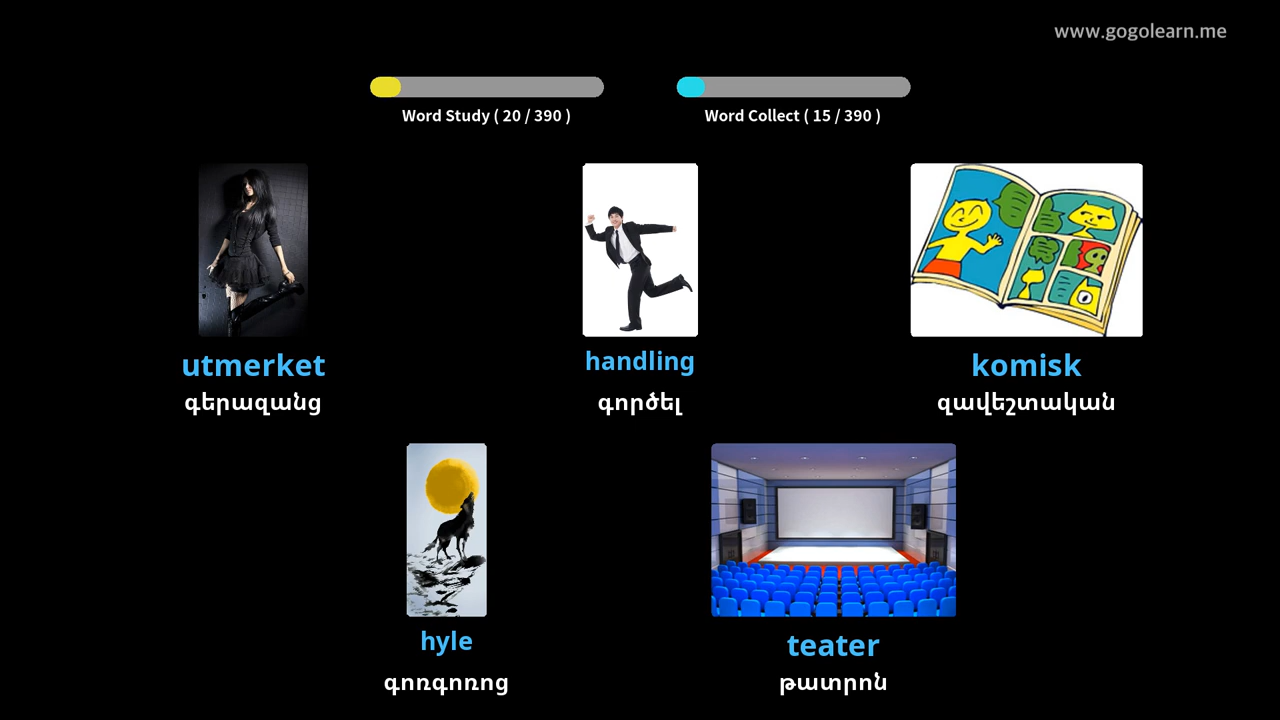 www.gogolearn.me
Word Study ( 20 / 390 )
Word Collect ( 15 / 390 )
utmerket
գերազանց
handling
գործել
komisk
զավեշտական
hyle
գոռգոռոց
teater
թատրոն